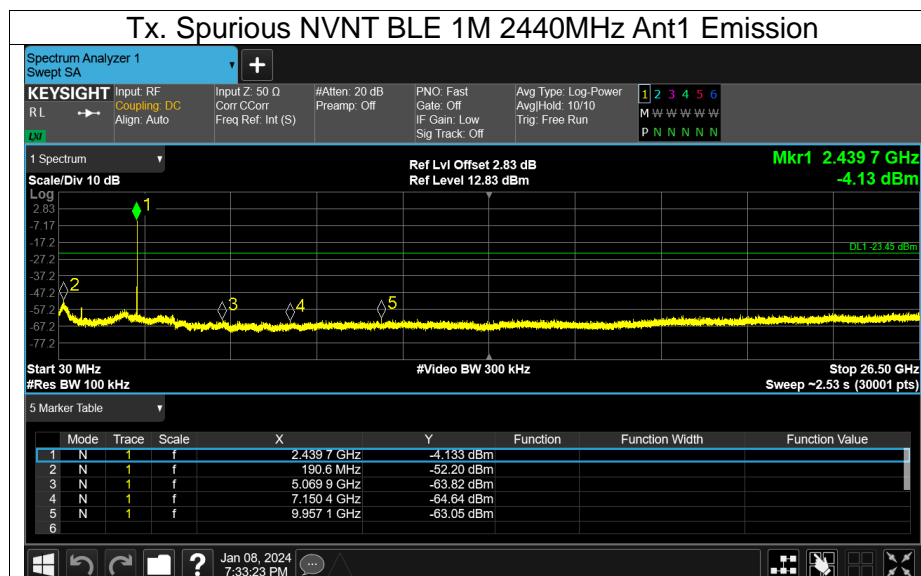 Tx. Spurious NVNT BLE 1M 2440MHz Ant1 Emission
Spectrum Analyzer 1
Swept SA
+
KEYSIGHT Input: RF Input Z: 50 Ω #Atten: 20 dB PNO: Fast Avg Type: Log-Power 1 2 3 4 5 6
R L Coupling: DC Corr CCorr Preamp: Off Gate: Off Avg|Hold: 10/10 M W W W W W
Align: Auto Freq Ref: Int (S) IF Gain: Low Trig: Free Run
LXI Sig Track: Off P N N N N N
1 Spectrum Ref Lvl Offset 2.83 dB Mkr1 2.439 7 GHz
Scale/Div 10 dB Ref Level 12.83 dBm -4.13 dBm
Log
2.83 1
-7.17
-17.2 DL1 -23.45 dBm
-27.2
-37.2
-47.2 2
-57.2 3 4 5
-67.2
-77.2
Start 30 MHz #Video BW 300 kHz Stop 26.50 GHz
#Res BW 100 kHz Sweep ~2.53 s (30001 pts)
5 Marker Table
Mode Trace Scale X Y Function Function Width Function Value
1 N 1 f 2.439 7 GHz -4.133 dBm
2 N 1 f 190.6 MHz -52.20 dBm
3 N 1 f 5.069 9 GHz -63.82 dBm
4 N 1 f 7.150 4 GHz -64.64 dBm
5 N 1 f 9.957 1 GHz -63.05 dBm
6
? Jan 08, 2024
7:33:23 PM